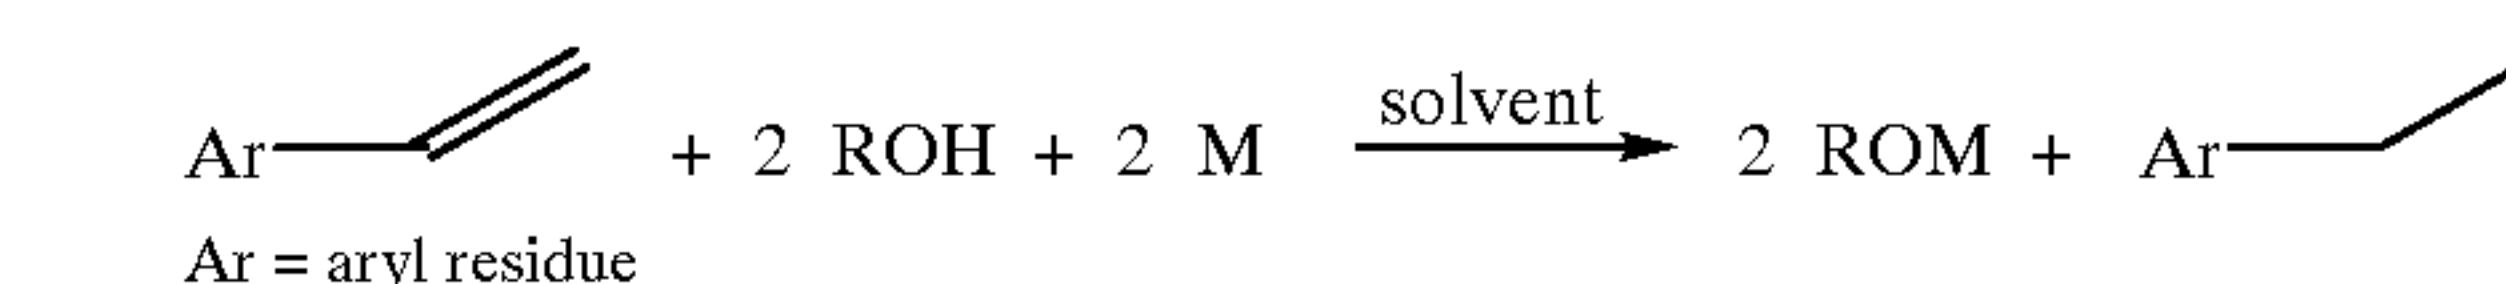 solvent
Ar + 2 ROH + 2 M 2 ROM + Ar
Ar = aryl residue